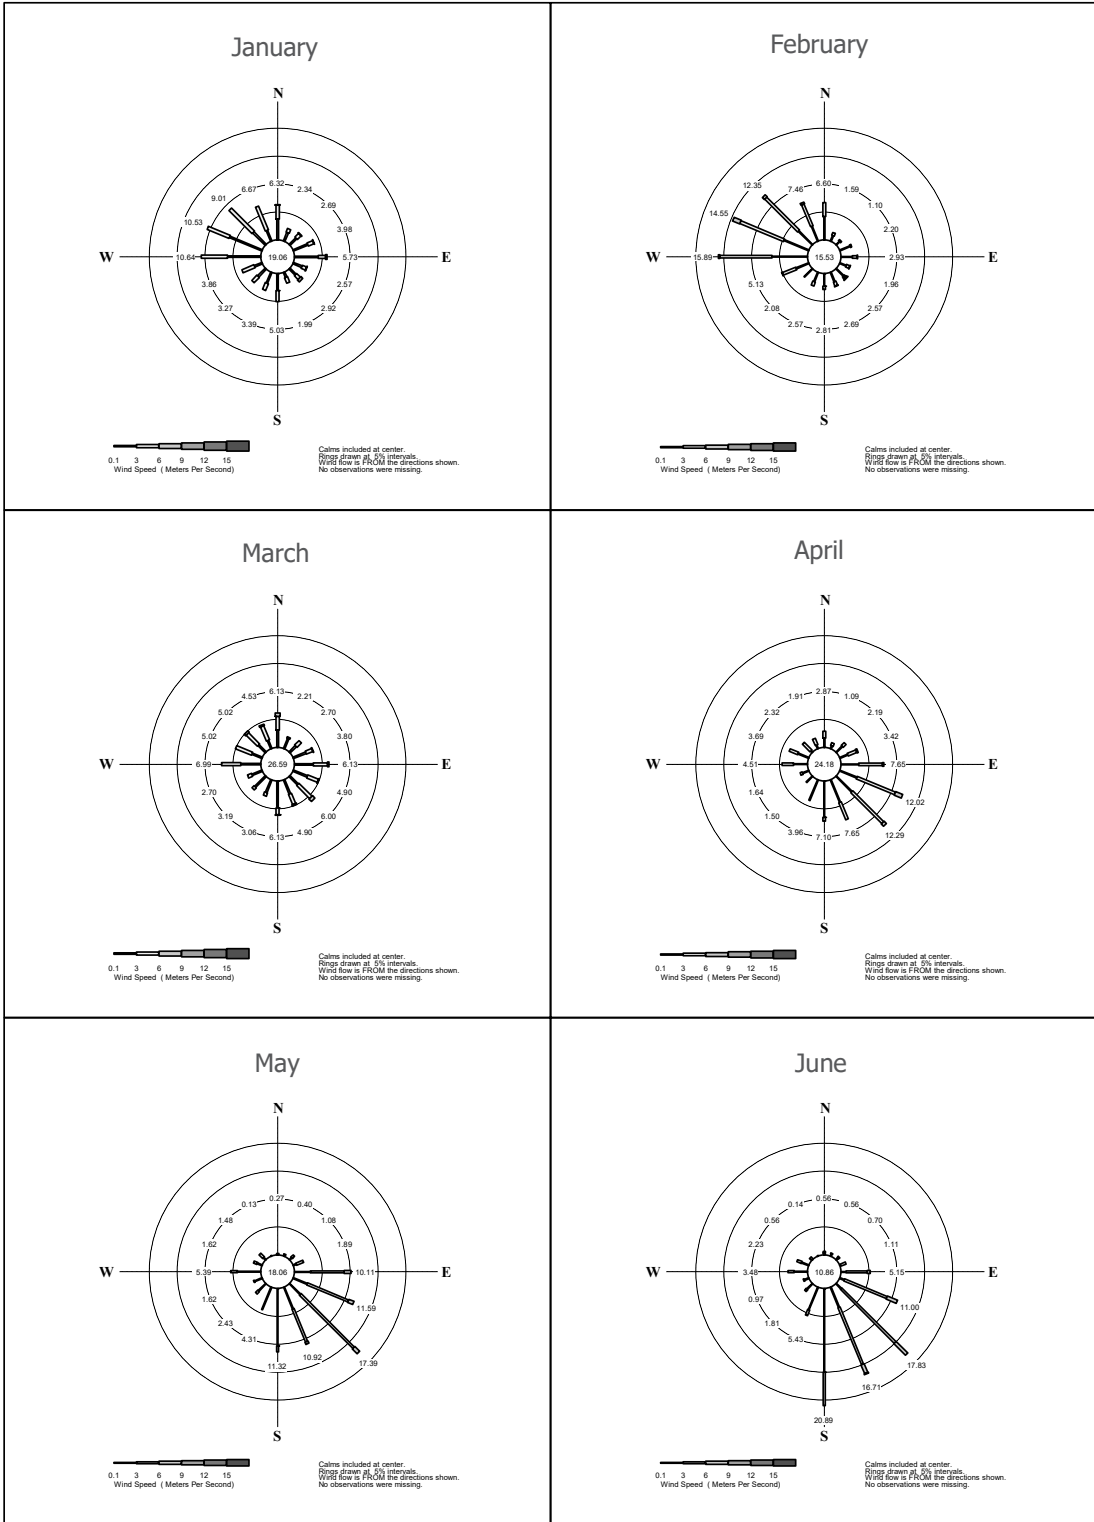 January
N
6.32
6.67
2.34
9.01
2.69
10.53
3.98
W
10.64
19.06
5.73
E
3.86
2.57
3.27
2.92
3.39
1.99
5.03
S
0.1 3 6 9 12 15
Wind Speed ( Meters Per Second)
Calms included at center.
Rings drawn at 5% intervals.
Wind flow is FROM the directions shown.
No observations were missing.
February
N
6.60
7.46
1.59
12.35
1.10
14.55
2.20
W
15.89
15.53
2.93
E
5.13
1.96
2.08
2.57
2.57
2.69
2.81
S
0.1 3 6 9 12 15
Wind Speed ( Meters Per Second)
Calms included at center.
Rings drawn at 5% intervals.
Wind flow is FROM the directions shown.
No observations were missing.
March
N
6.13
4.53
2.21
5.02
2.70
5.02
3.80
W
6.99
26.59
6.13
E
2.70
4.90
3.19
6.00
3.06
4.90
6.13
S
0.1 3 6 9 12 15
Wind Speed ( Meters Per Second)
Calms included at center.
Rings drawn at 5% intervals.
Wind flow is FROM the directions shown.
No observations were missing.
April
N
2.87
1.91
1.09
2.32
2.19
3.69
3.42
W
4.51
24.18
7.65
E
1.64
12.02
1.50
12.29
3.96
7.65
7.10
S
0.1 3 6 9 12 15
Wind Speed ( Meters Per Second)
Calms included at center.
Rings drawn at 5% intervals.
Wind flow is FROM the directions shown.
No observations were missing.
May
N
0.27
0.13
0.40
1.48
1.08
1.62
1.89
W
5.39
18.06
10.11
E
1.62
11.59
2.43
17.39
4.31
10.92
11.32
S
0.1 3 6 9 12 15
Wind Speed ( Meters Per Second)
Calms included at center.
Rings drawn at 5% intervals.
Wind flow is FROM the directions shown.
No observations were missing.
June
N
0.56
0.14
0.56
0.56
0.70
2.23
1.11
W
3.48
10.86
5.15
E
0.97
11.00
1.81
17.83
5.43
16.71
20.89
S
0.1 3 6 9 12 15
Wind Speed ( Meters Per Second)
Calms included at center.
Rings drawn at 5% intervals.
Wind flow is FROM the directions shown.
No observations were missing.